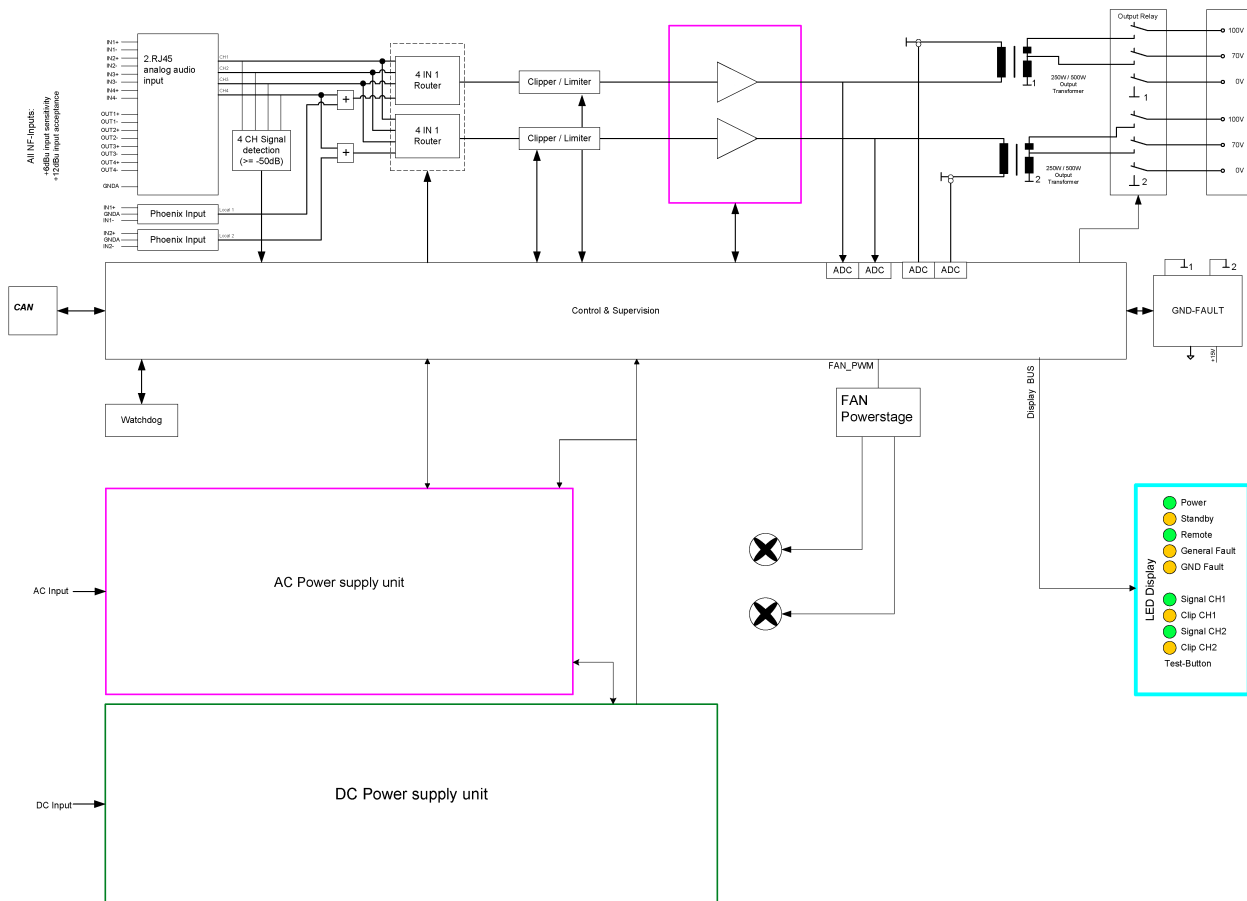 All NF-Inputs:
+6dBu input sensitivity
+12dBu input acceptance
IN1+
IN1-
IN2+
IN2-
IN3+
IN3-
IN4+
IN4-
OUT1+
OUT1-
OUT2+
OUT2-
OUT3+
OUT3-
OUT4+
OUT4-
GNDA
2.RJ45
analog audio
input
CH1
CH2
CH3
CH4
4 CH Signal
detection
(>= -50dB)
IN1+
GNDA
IN1-
Phoenix Input
Local 1
IN2+
GNDA
IN2-
Phoenix Input
Local 2
+
+
4 IN 1
Router
4 IN 1
Router
Clipper / Limiter
Clipper / Limiter
1
250W / 500W
Output
Transformer
2
250W / 500W
Output
Transformer
Output Relay
1
2
100V
70V
0V
100V
70V
0V
ADC
ADC
ADC
ADC
CAN
Control & Supervision
1
2
GND-FAULT
+15V
Watchdog
FAN_PWM
FAN
Powerstage
Display BUS
AC Input
AC Power supply unit
DC Input
DC Power supply unit
LED Display
Power
Standby
Remote
General Fault
GND Fault
Signal CH1
Clip CH1
Signal CH2
Clip CH2
Test-Button